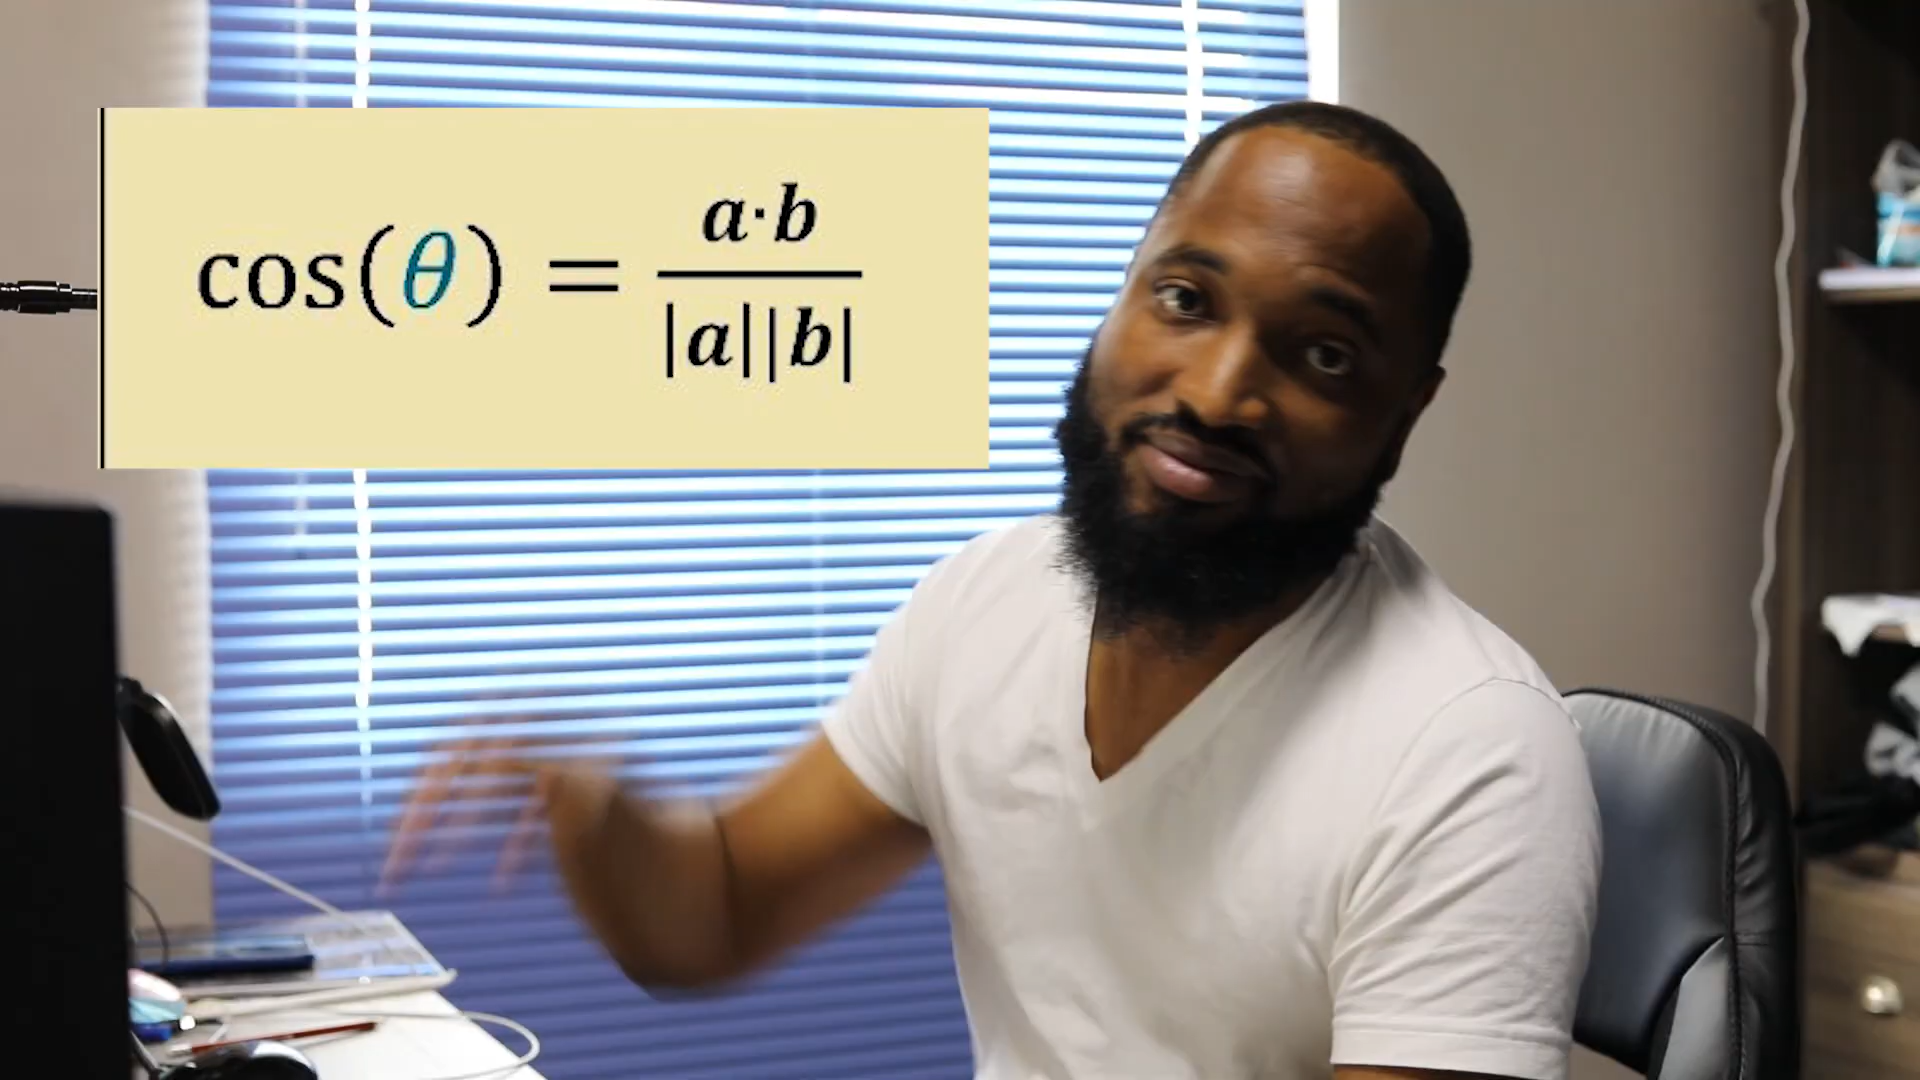 cos(θ) = a·b / |a||b|